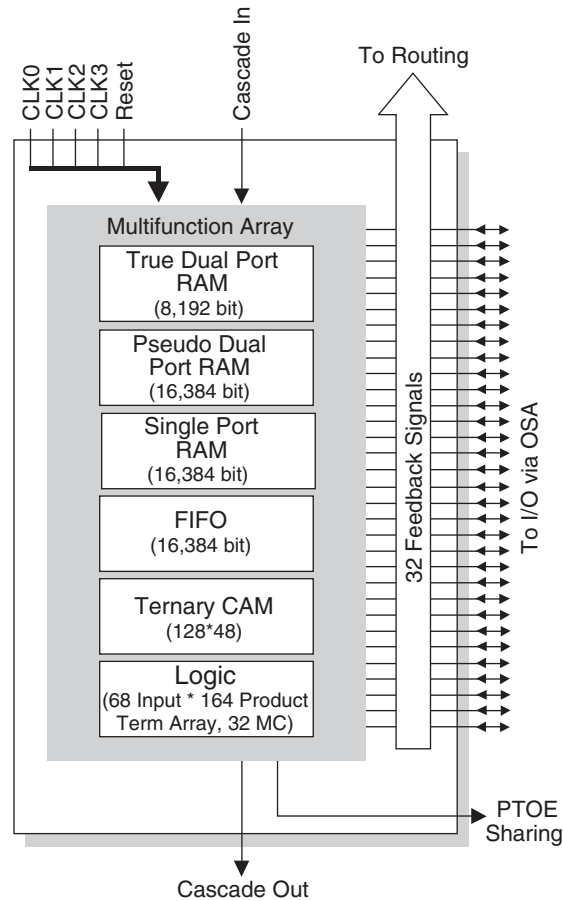 To Routing
Cascade In
CLK0
CLK1
CLK2
CLK3
Reset
Multifunction Array
True Dual Port
RAM
(8,192 bit)
Pseudo Dual
Port RAM
(16,384 bit)
Single Port
RAM
(16,384 bit)
FIFO
(16,384 bit)
Ternary CAM
(128*48)
Logic
(68 Input * 164 Product
Term Array, 32 MC)
32 Feedback Signals
To I/O via OSA
PTOE
Sharing
Cascade Out